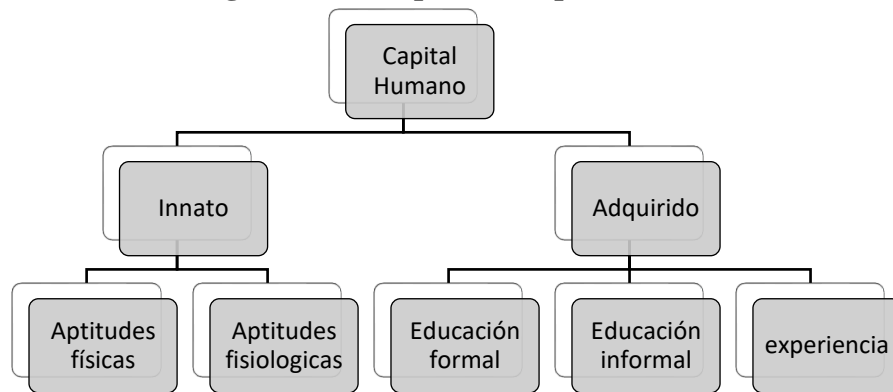 Capital
Humano
Innato
Adquirido
Aptitudes
físicas
Aptitudes
fisiologicas
Educación
formal
Educación
informal
experiencia